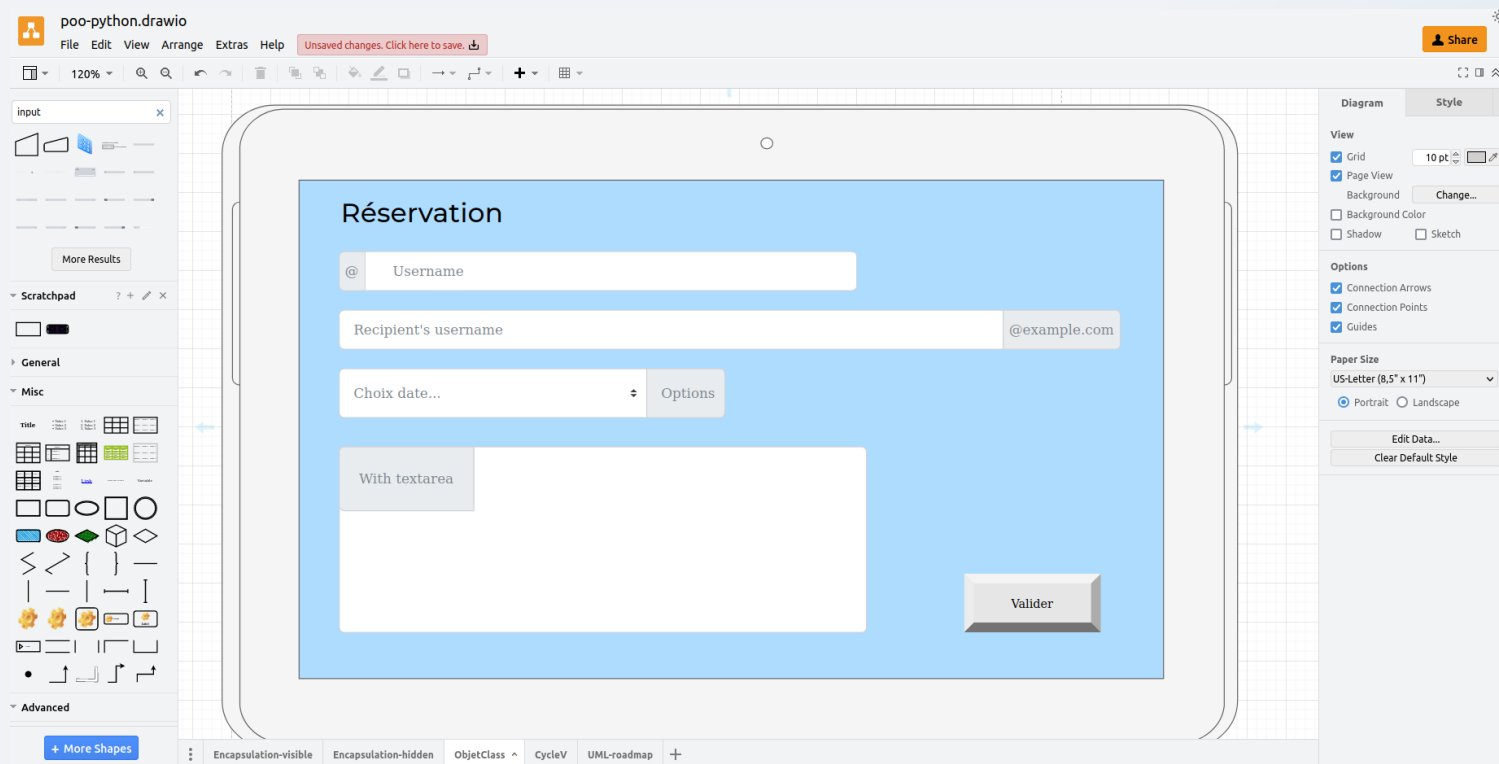 poo-python.drawio
File Edit View Arrange Extras Help Unsaved changes. Click here to save.
Share
120%
input
More Results
Scratchpad ?
General
Misc
Title
Advanced
+ More Shapes
Réservation
@ Username
Recipient's username @example.com
Choix date... Options
With textarea
Valider
Encapsulation-visible Encapsulation-hidden ObjetClass CycleV UML-roadmap
Diagram Style
View
Grid 10 pt
Page View
Background Change...
Background Color
Shadow Sketch
Options
Connection Arrows
Connection Points
Guides
Paper Size
US-Letter (8,5" x 11")
Portrait Landscape
Edit Data...
Clear Default Style